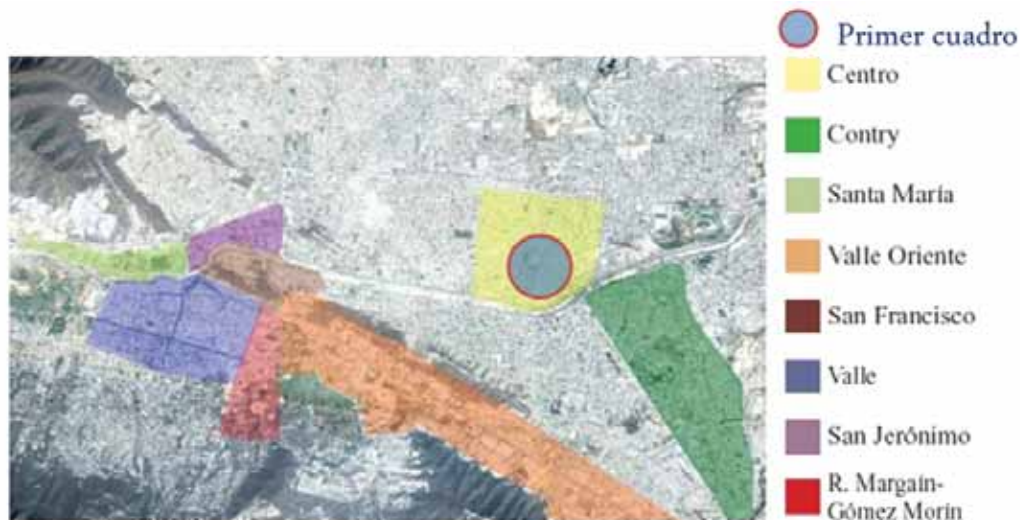 Primer cuadro
Centro
Contry
Santa María
Valle Oriente
San Francisco
Valle
San Jerónimo
R. Margaín-
Gómez Morín